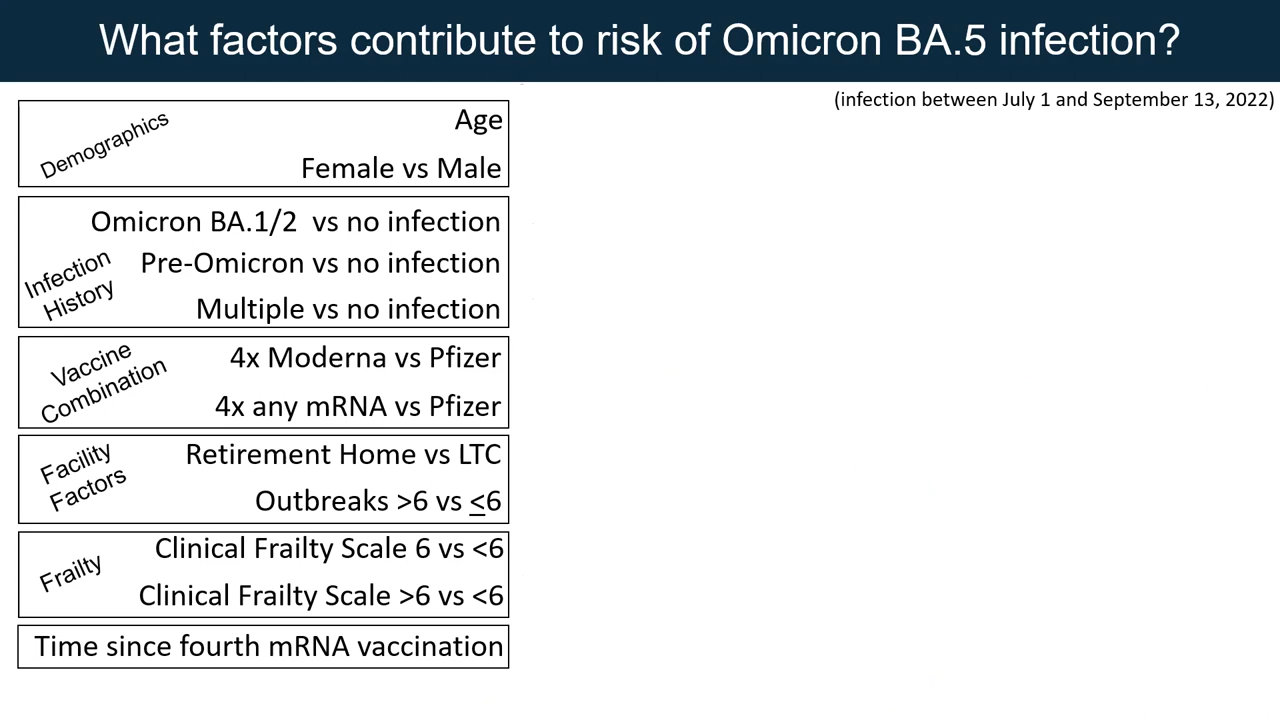 What factors contribute to risk of Omicron BA.5 infection?
(infection between July 1 and September 13, 2022)
Demographics
Age
Female vs Male
Infection
History
Omicron BA.1/2 vs no infection
Pre-Omicron vs no infection
Multiple vs no infection
Vaccine
Combination
4x Moderna vs Pfizer
4x any mRNA vs Pfizer
Facility
Factors
Retirement Home vs LTC
Outbreaks >6 vs ≤6
Frailty
Clinical Frailty Scale 6 vs <6
Clinical Frailty Scale >6 vs <6
Time since fourth mRNA vaccination